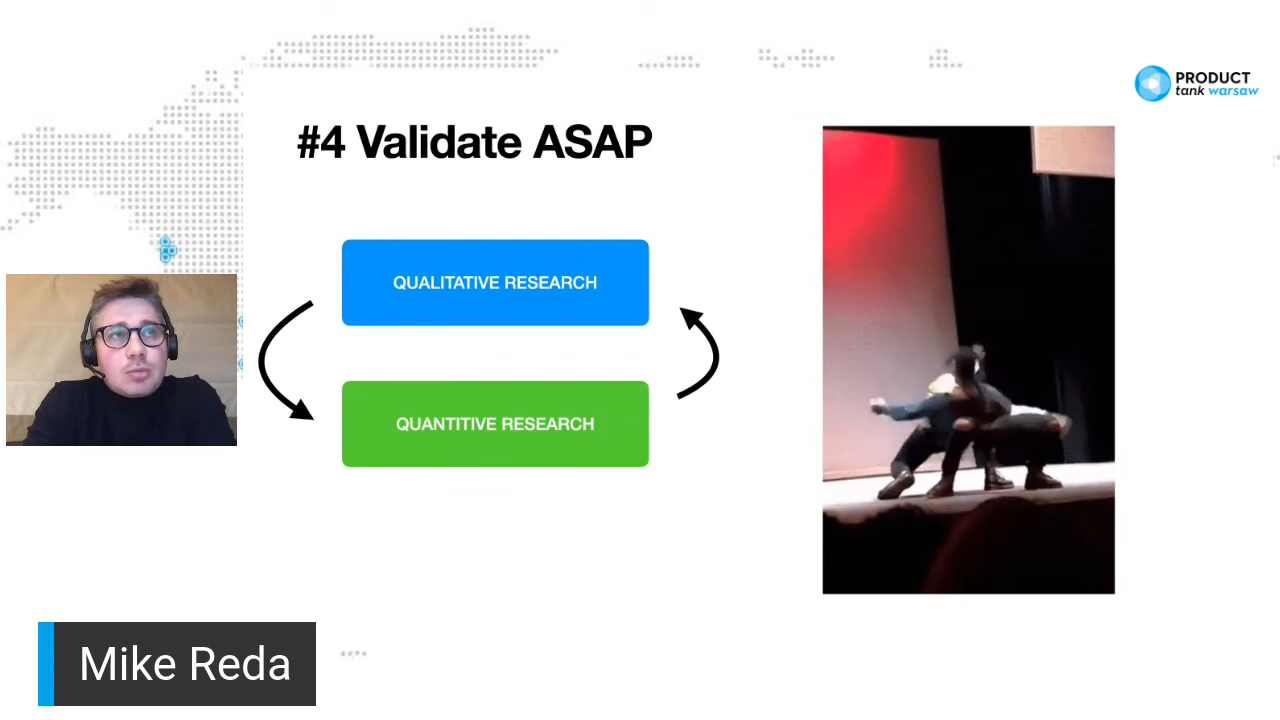 PRODUCT
tank warsaw
#4 Validate ASAP
QUALITATIVE RESEARCH
QUANTITIVE RESEARCH
Mike Reda